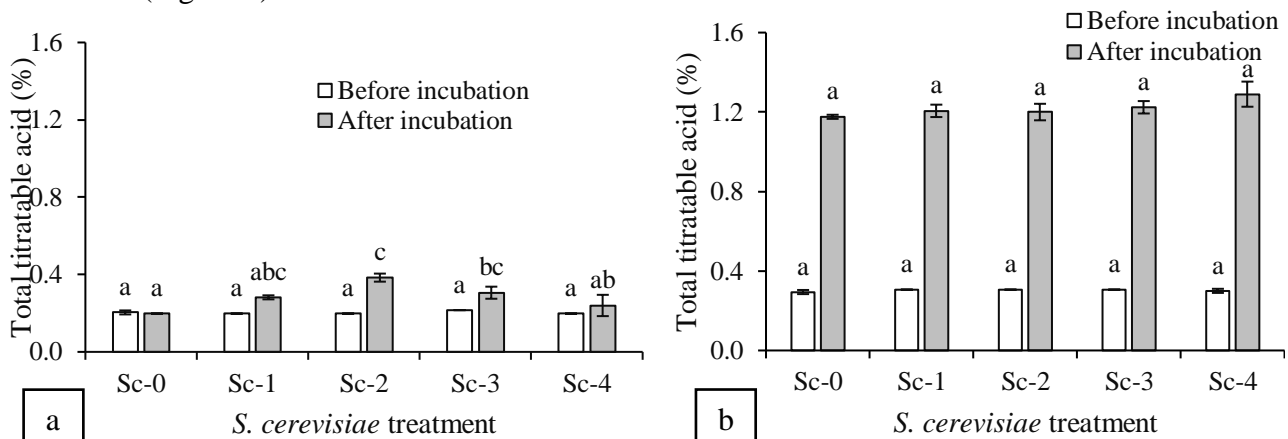 Total titratable acid (%)
1.6
1.2
0.8
0.4
0.0
Before incubation
After incubation
a a a abc a c a bc a ab
Sc-0 Sc-1 Sc-2 Sc-3 Sc-4
S. cerevisiae treatment
a
Total titratable acid (%)
1.6
1.2
0.8
0.4
0.0
Before incubation
After incubation
a a a a a
a a a a a
Sc-0 Sc-1 Sc-2 Sc-3 Sc-4
S. cerevisiae treatment
b